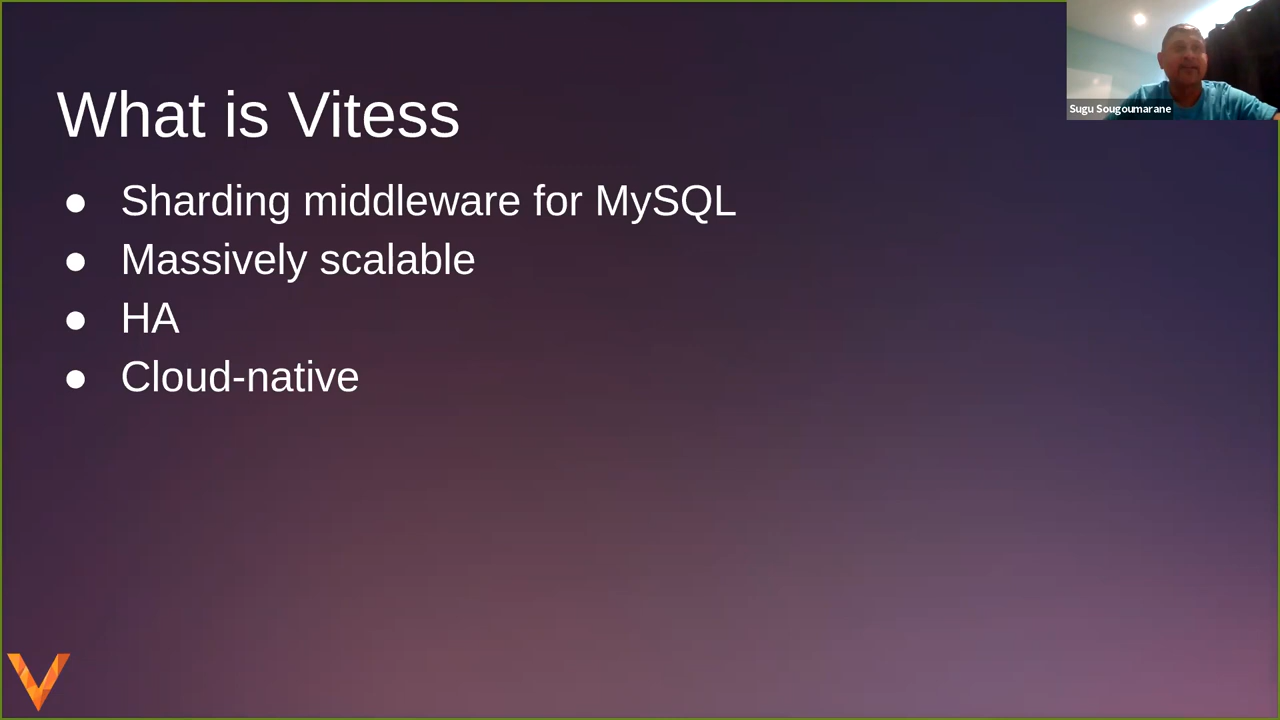 What is Vitess
● Sharding middleware for MySQL
● Massively scalable
● HA
● Cloud-native
Sugu Sougoumarane